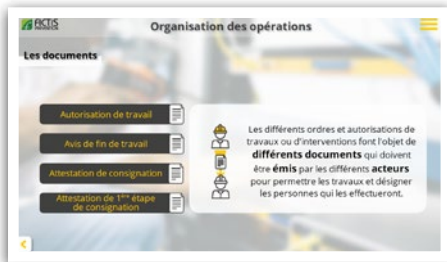 FICTIS
Organisation des opérations
Les documents
Autorisation de travail
Avis de fin de travail
Attestation de consignation
Attestation de 1ère étape
de consignation
Les différents ordres et autorisations de
travaux ou d'interventions font l'objet de
différents documents qui doivent
être émis par les différents acteurs
pour permettre les travaux et désigner
les personnes qui les effectueront.